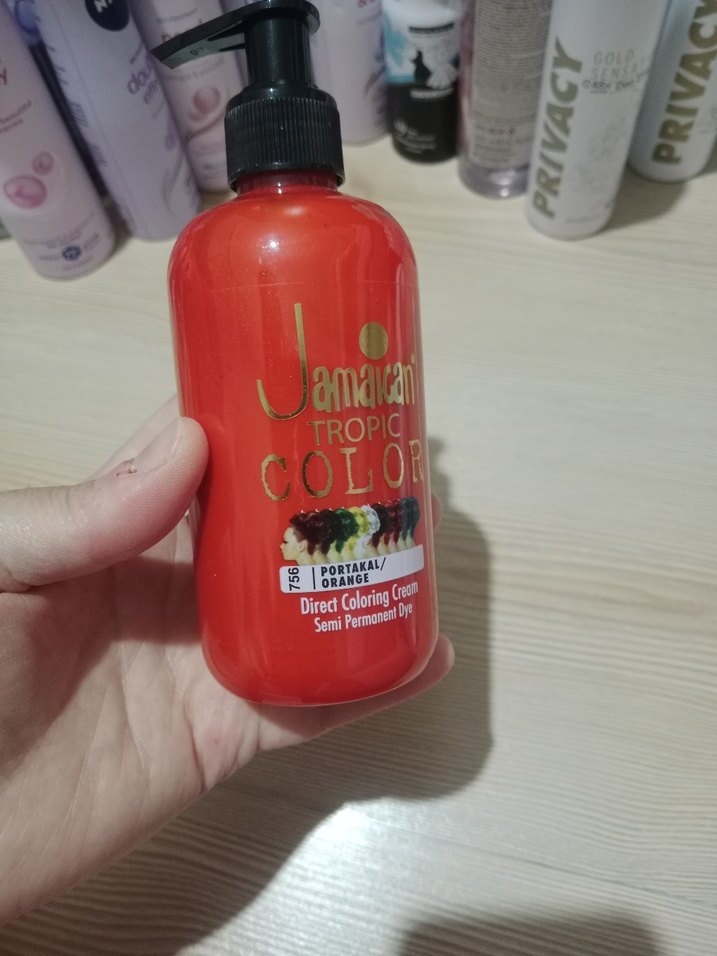 Jamaican
TROPIC
COLOR
756
PORTAKAL/
ORANGE
Direct Coloring Cream
Semi Permanent Dye
PRIVACY
GOLD
PRIVACY